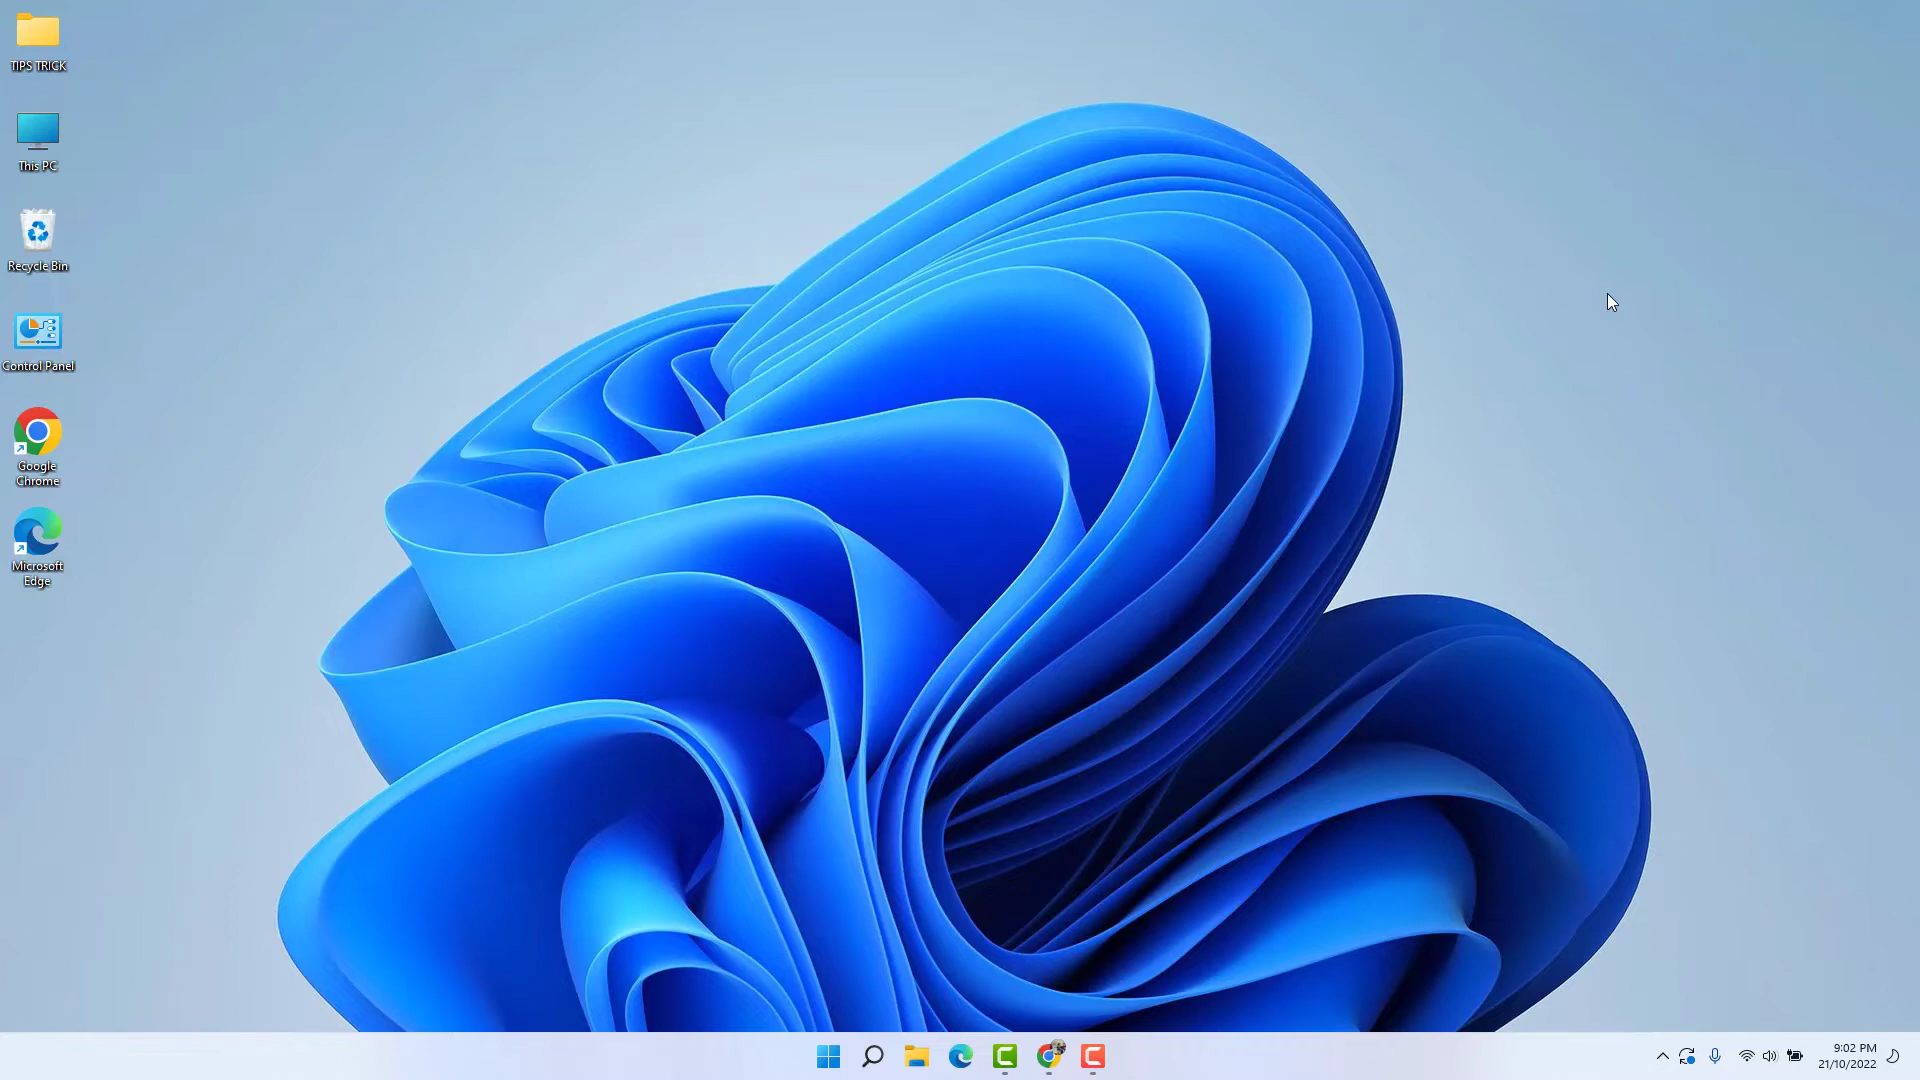 TIPS TRICK
This PC
Recycle Bin
Control Panel
Google
Chrome
Microsoft
Edge
9:02 PM
21/10/2022